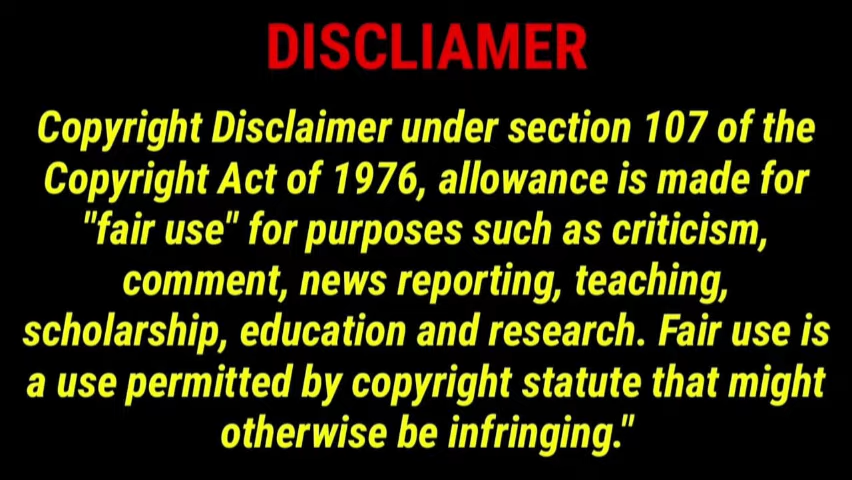 DISCLIAMER
Copyright Disclaimer under section 107 of the
Copyright Act of 1976, allowance is made for
"fair use" for purposes such as criticism,
comment, news reporting, teaching,
scholarship, education and research. Fair use is
a use permitted by copyright statute that might
otherwise be infringing."